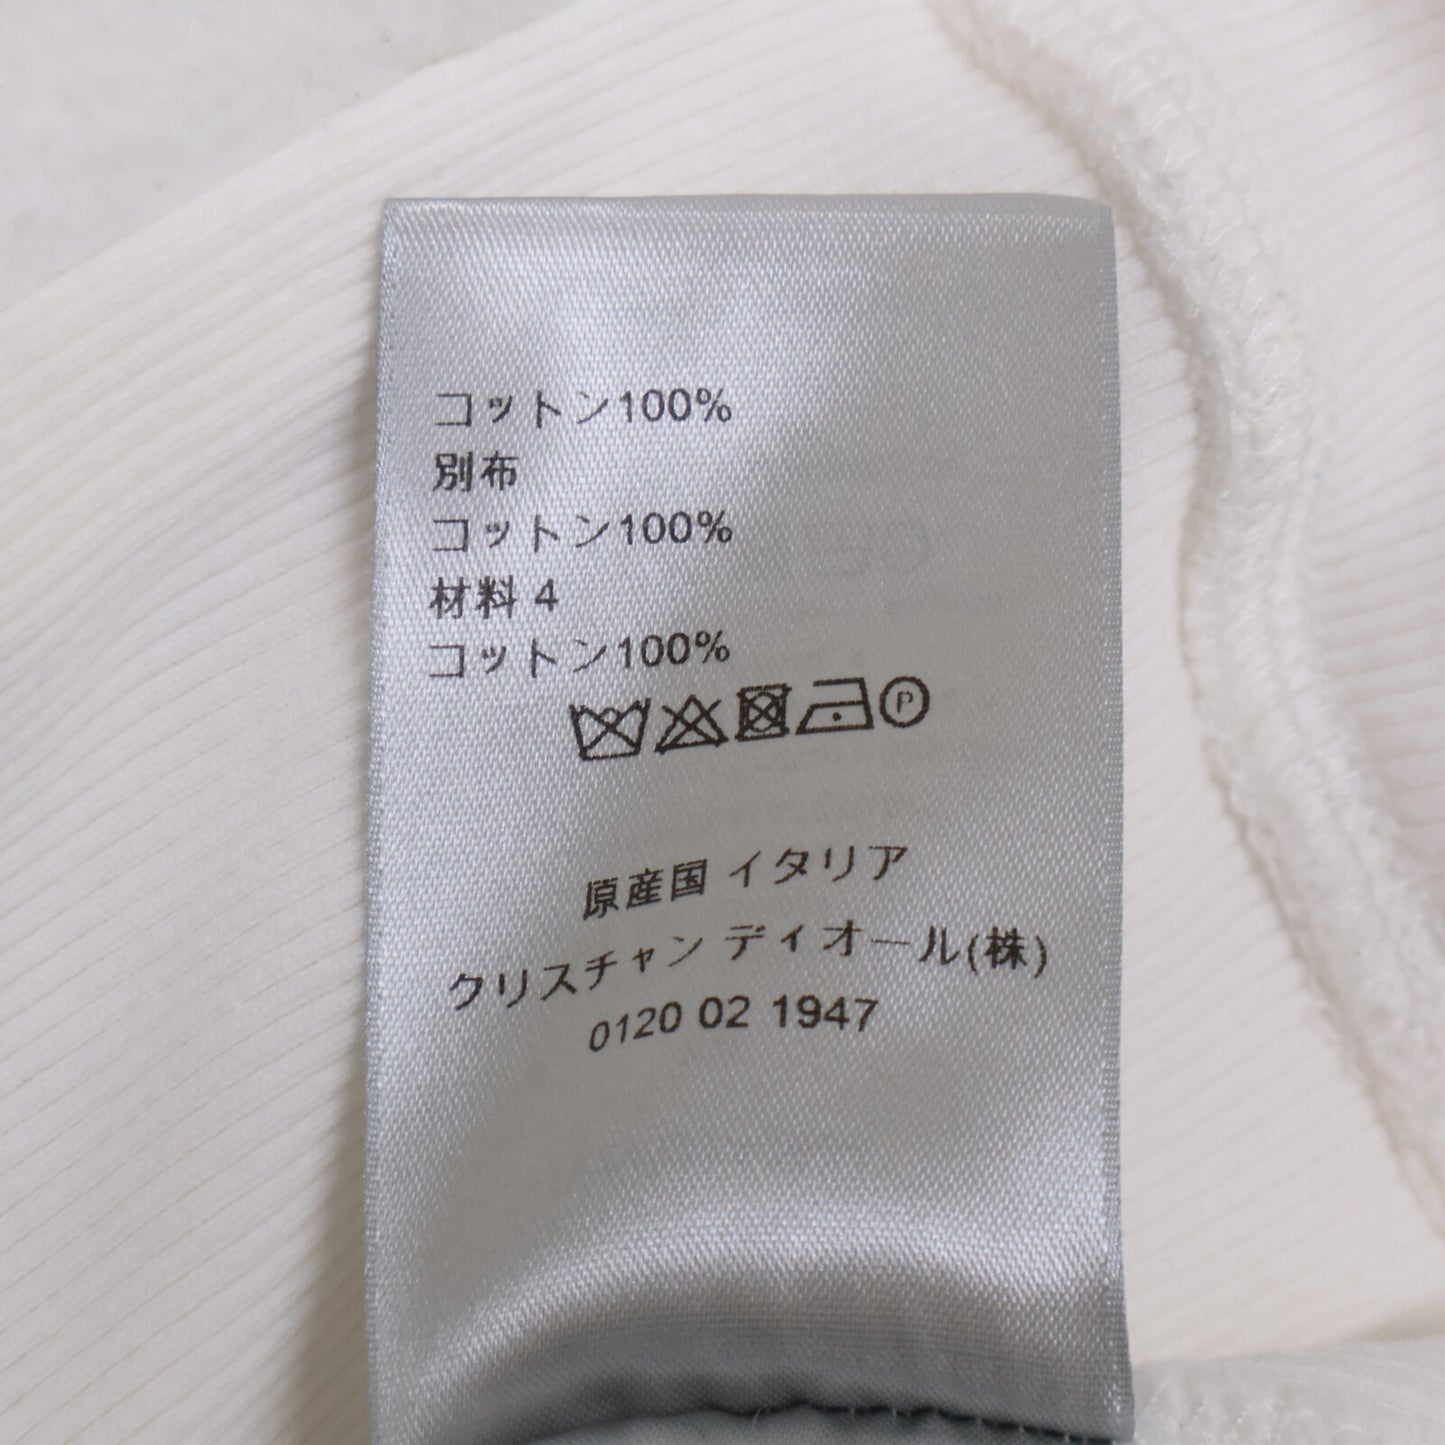 コットン100%
別布
コットン100%
材料 4
コットン100%
P
原産国 イタリア
クリスチャン ディオール(株)
0120 02 1947